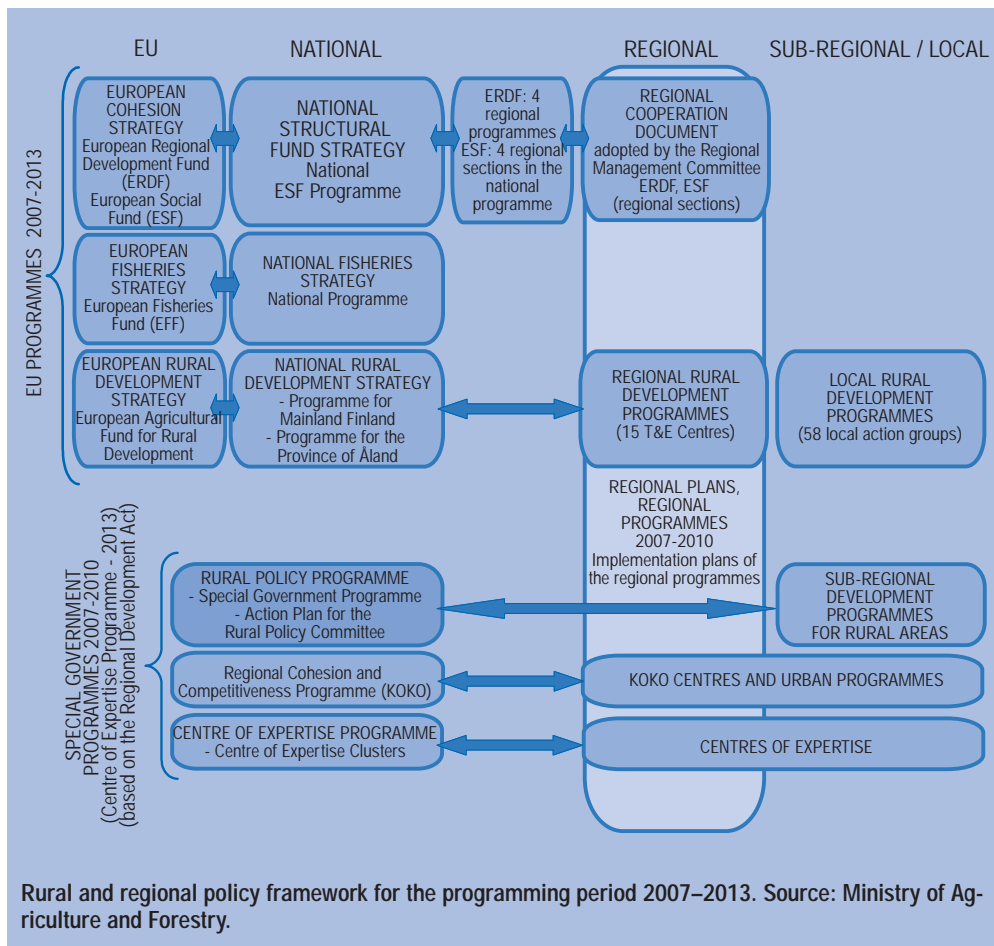 EU
NATIONAL
REGIONAL
SUB-REGIONAL / LOCAL
EU PROGRAMMES 2007-2013
EUROPEAN
COHESION
STRATEGY
European Regional
Development Fund
(ERDF)
European Social
Fund (ESF)
NATIONAL
STRUCTURAL
FUND STRATEGY
National
ESF Programme
ERDF: 4
regional
programmes
ESF: 4 regional
sections in the
national
programme
REGIONAL
COOPERATION
DOCUMENT
adopted by the Regional
Management Committee
ERDF, ESF
(regional sections)
EUROPEAN
FISHERIES
STRATEGY
European Fisheries
Fund (EFF)
NATIONAL FISHERIES
STRATEGY
National Programme
EUROPEAN RURAL
DEVELOPMENT
STRATEGY
European Agricultural
Fund for Rural
Development
NATIONAL RURAL
DEVELOPMENT STRATEGY
- Programme for
Mainland Finland
- Programme for the
Province of Åland
REGIONAL RURAL
DEVELOPMENT
PROGRAMMES
(15 T&E Centres)
LOCAL RURAL
DEVELOPMENT
PROGRAMMES
(58 local action groups)
REGIONAL PLANS,
REGIONAL
PROGRAMMES
2007-2010
Implementation plans of
the regional programmes
SPECIAL GOVERNMENT
PROGRAMMES 2007-2010
(Centre of Expertise Programme - 2013)
(based on the Regional Development Act)
RURAL POLICY PROGRAMME
- Special Government Programme
- Action Plan for the
Rural Policy Committee
SUB-REGIONAL
DEVELOPMENT
PROGRAMMES
FOR RURAL AREAS
Regional Cohesion and
Competitiveness Programme (KOKO)
KOKO CENTRES AND URBAN PROGRAMMES
CENTRE OF EXPERTISE PROGRAMME
- Centre of Expertise Clusters
CENTRES OF EXPERTISE
Rural and regional policy framework for the programming period 2007–2013. Source: Ministry of Ag-
riculture and Forestry.